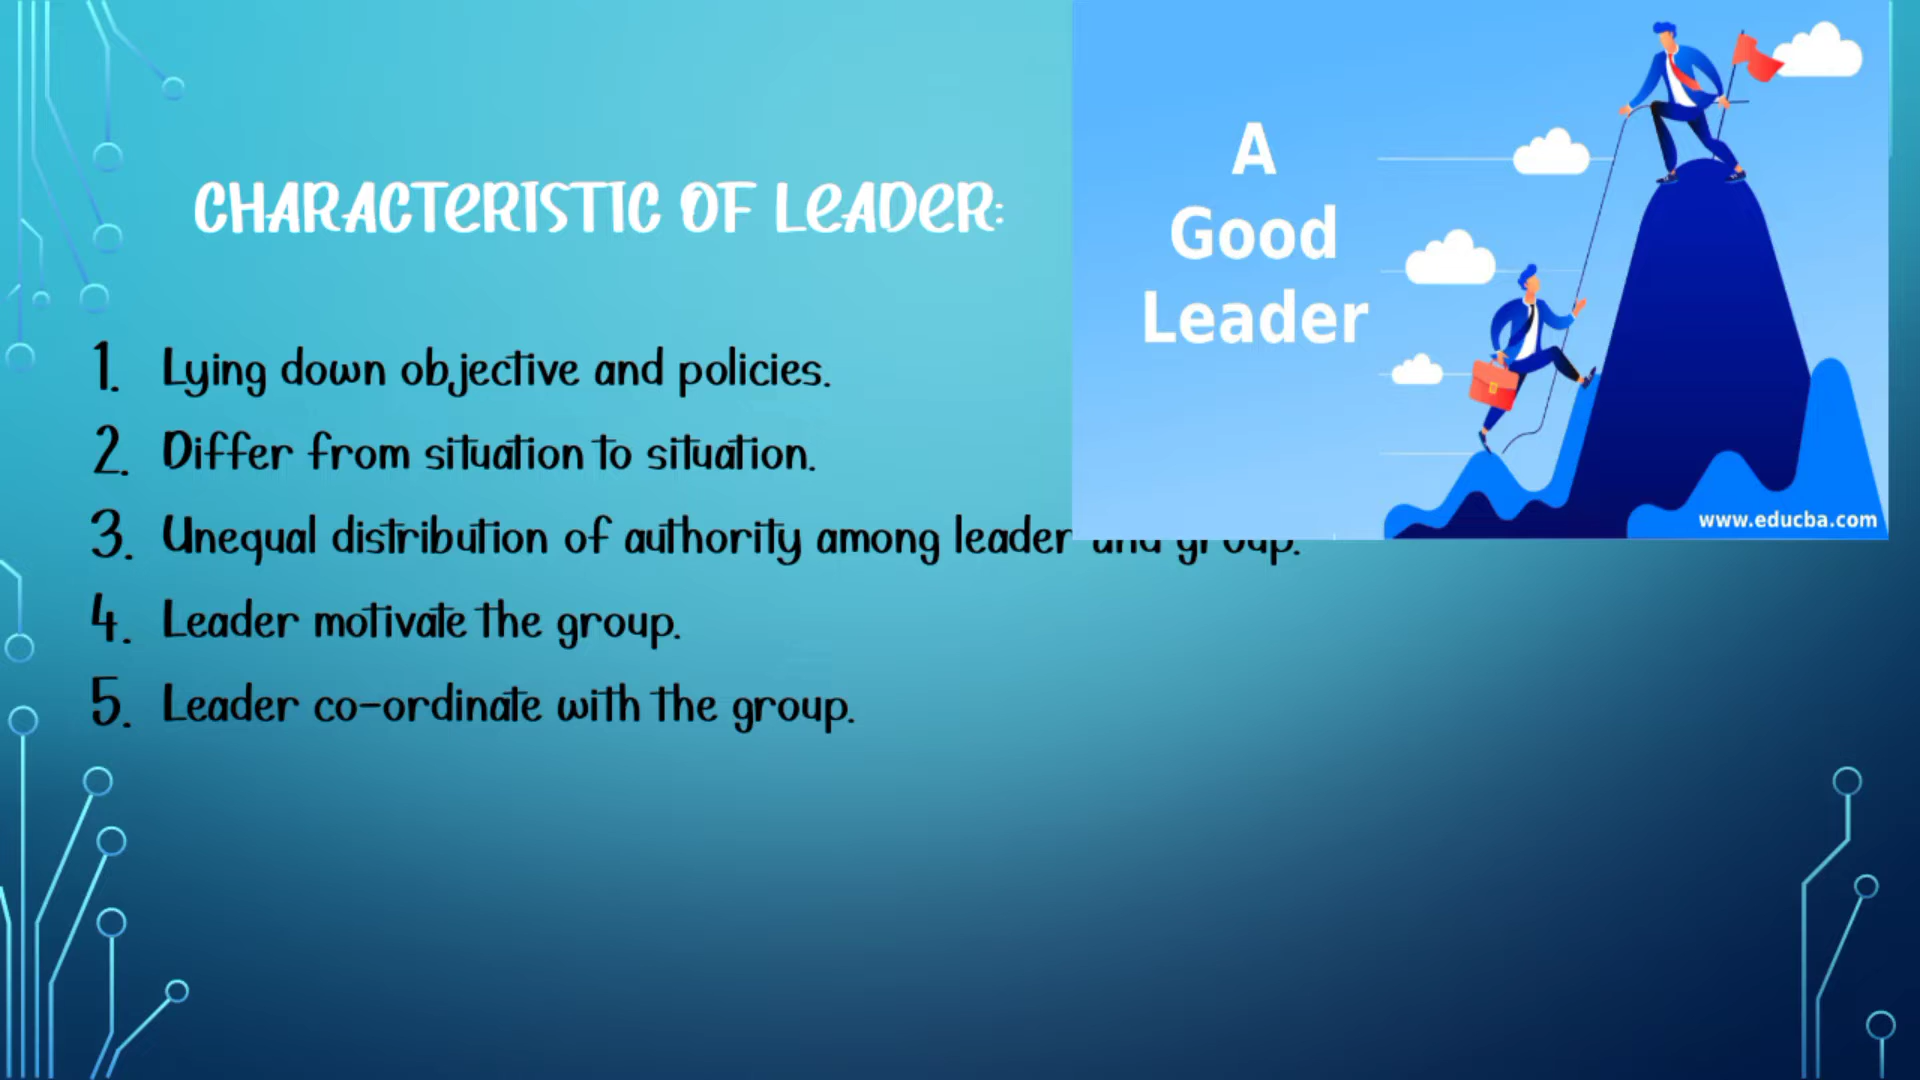 CHARACTERISTIC OF LEADER:
1. Lying down objective and policies.
2. Differ from situation to situation.
3. Unequal distribution of authority among leader and group.
4. Leader motivate the group.
5. Leader co-ordinate with the group.
A
Good
Leader
www.educba.com